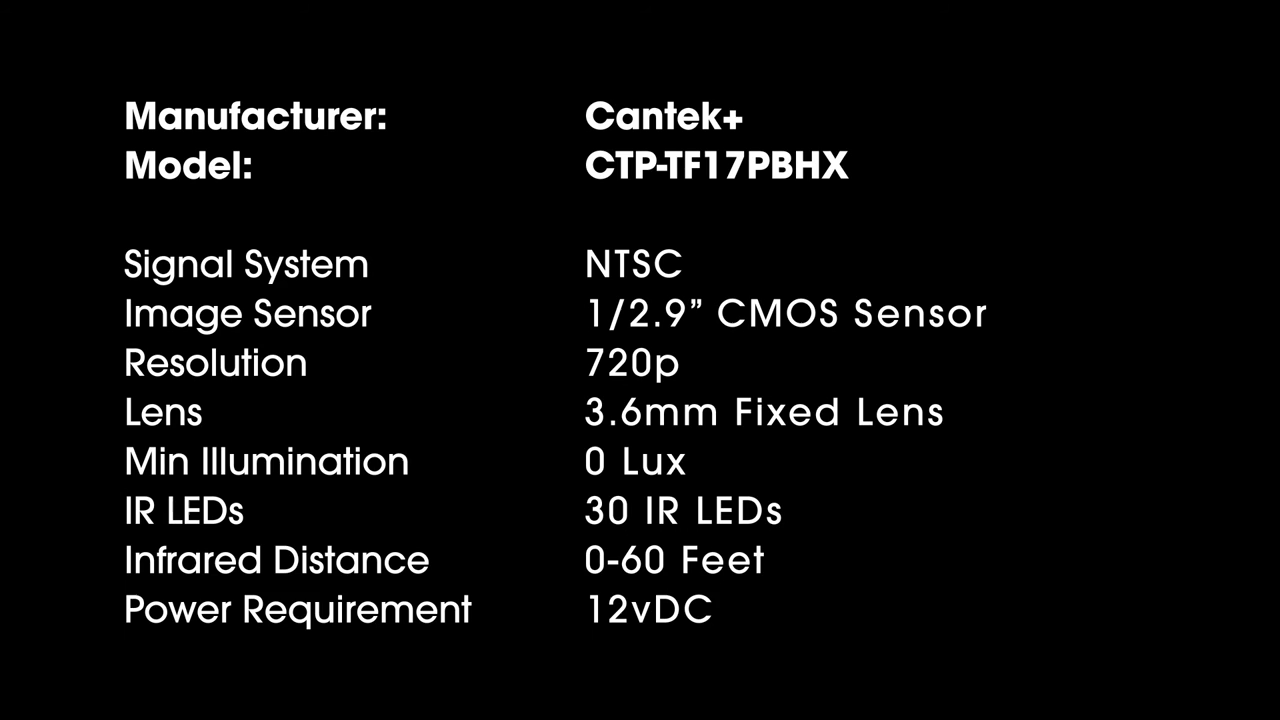 Manufacturer: Cantek+
Model: CTP-TF17PBHX
Signal System NTSC
Image Sensor 1/2.9” CMOS Sensor
Resolution 720p
Lens 3.6mm Fixed Lens
Min Illumination 0 Lux
IR LEDs 30 IR LEDs
Infrared Distance 0-60 Feet
Power Requirement 12vDC